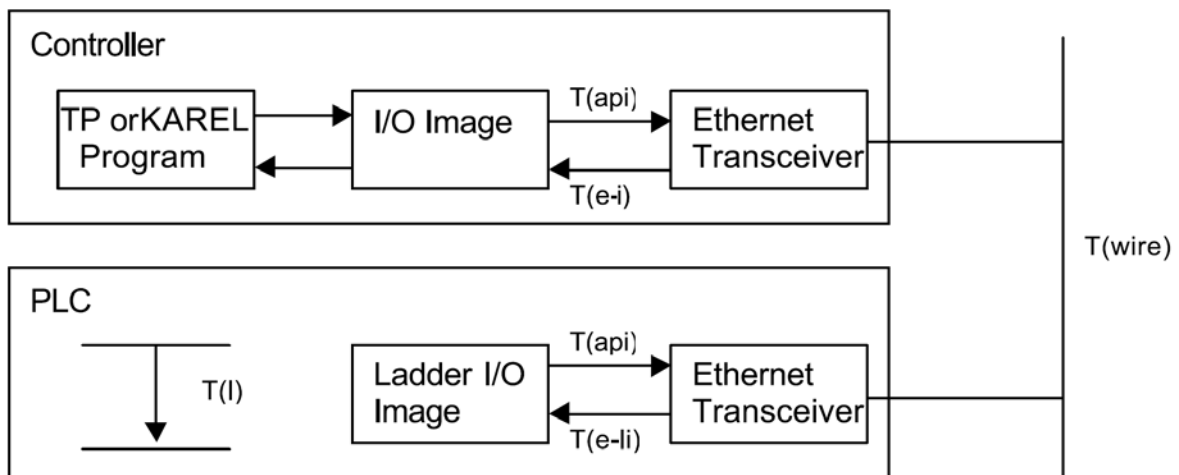 Controller
TP orKAREL
Program
I/O Image
T(api)
T(e-i)
Ethernet
Transceiver
T(wire)
PLC
T(l)
Ladder I/O
Image
T(api)
T(e-li)
Ethernet
Transceiver